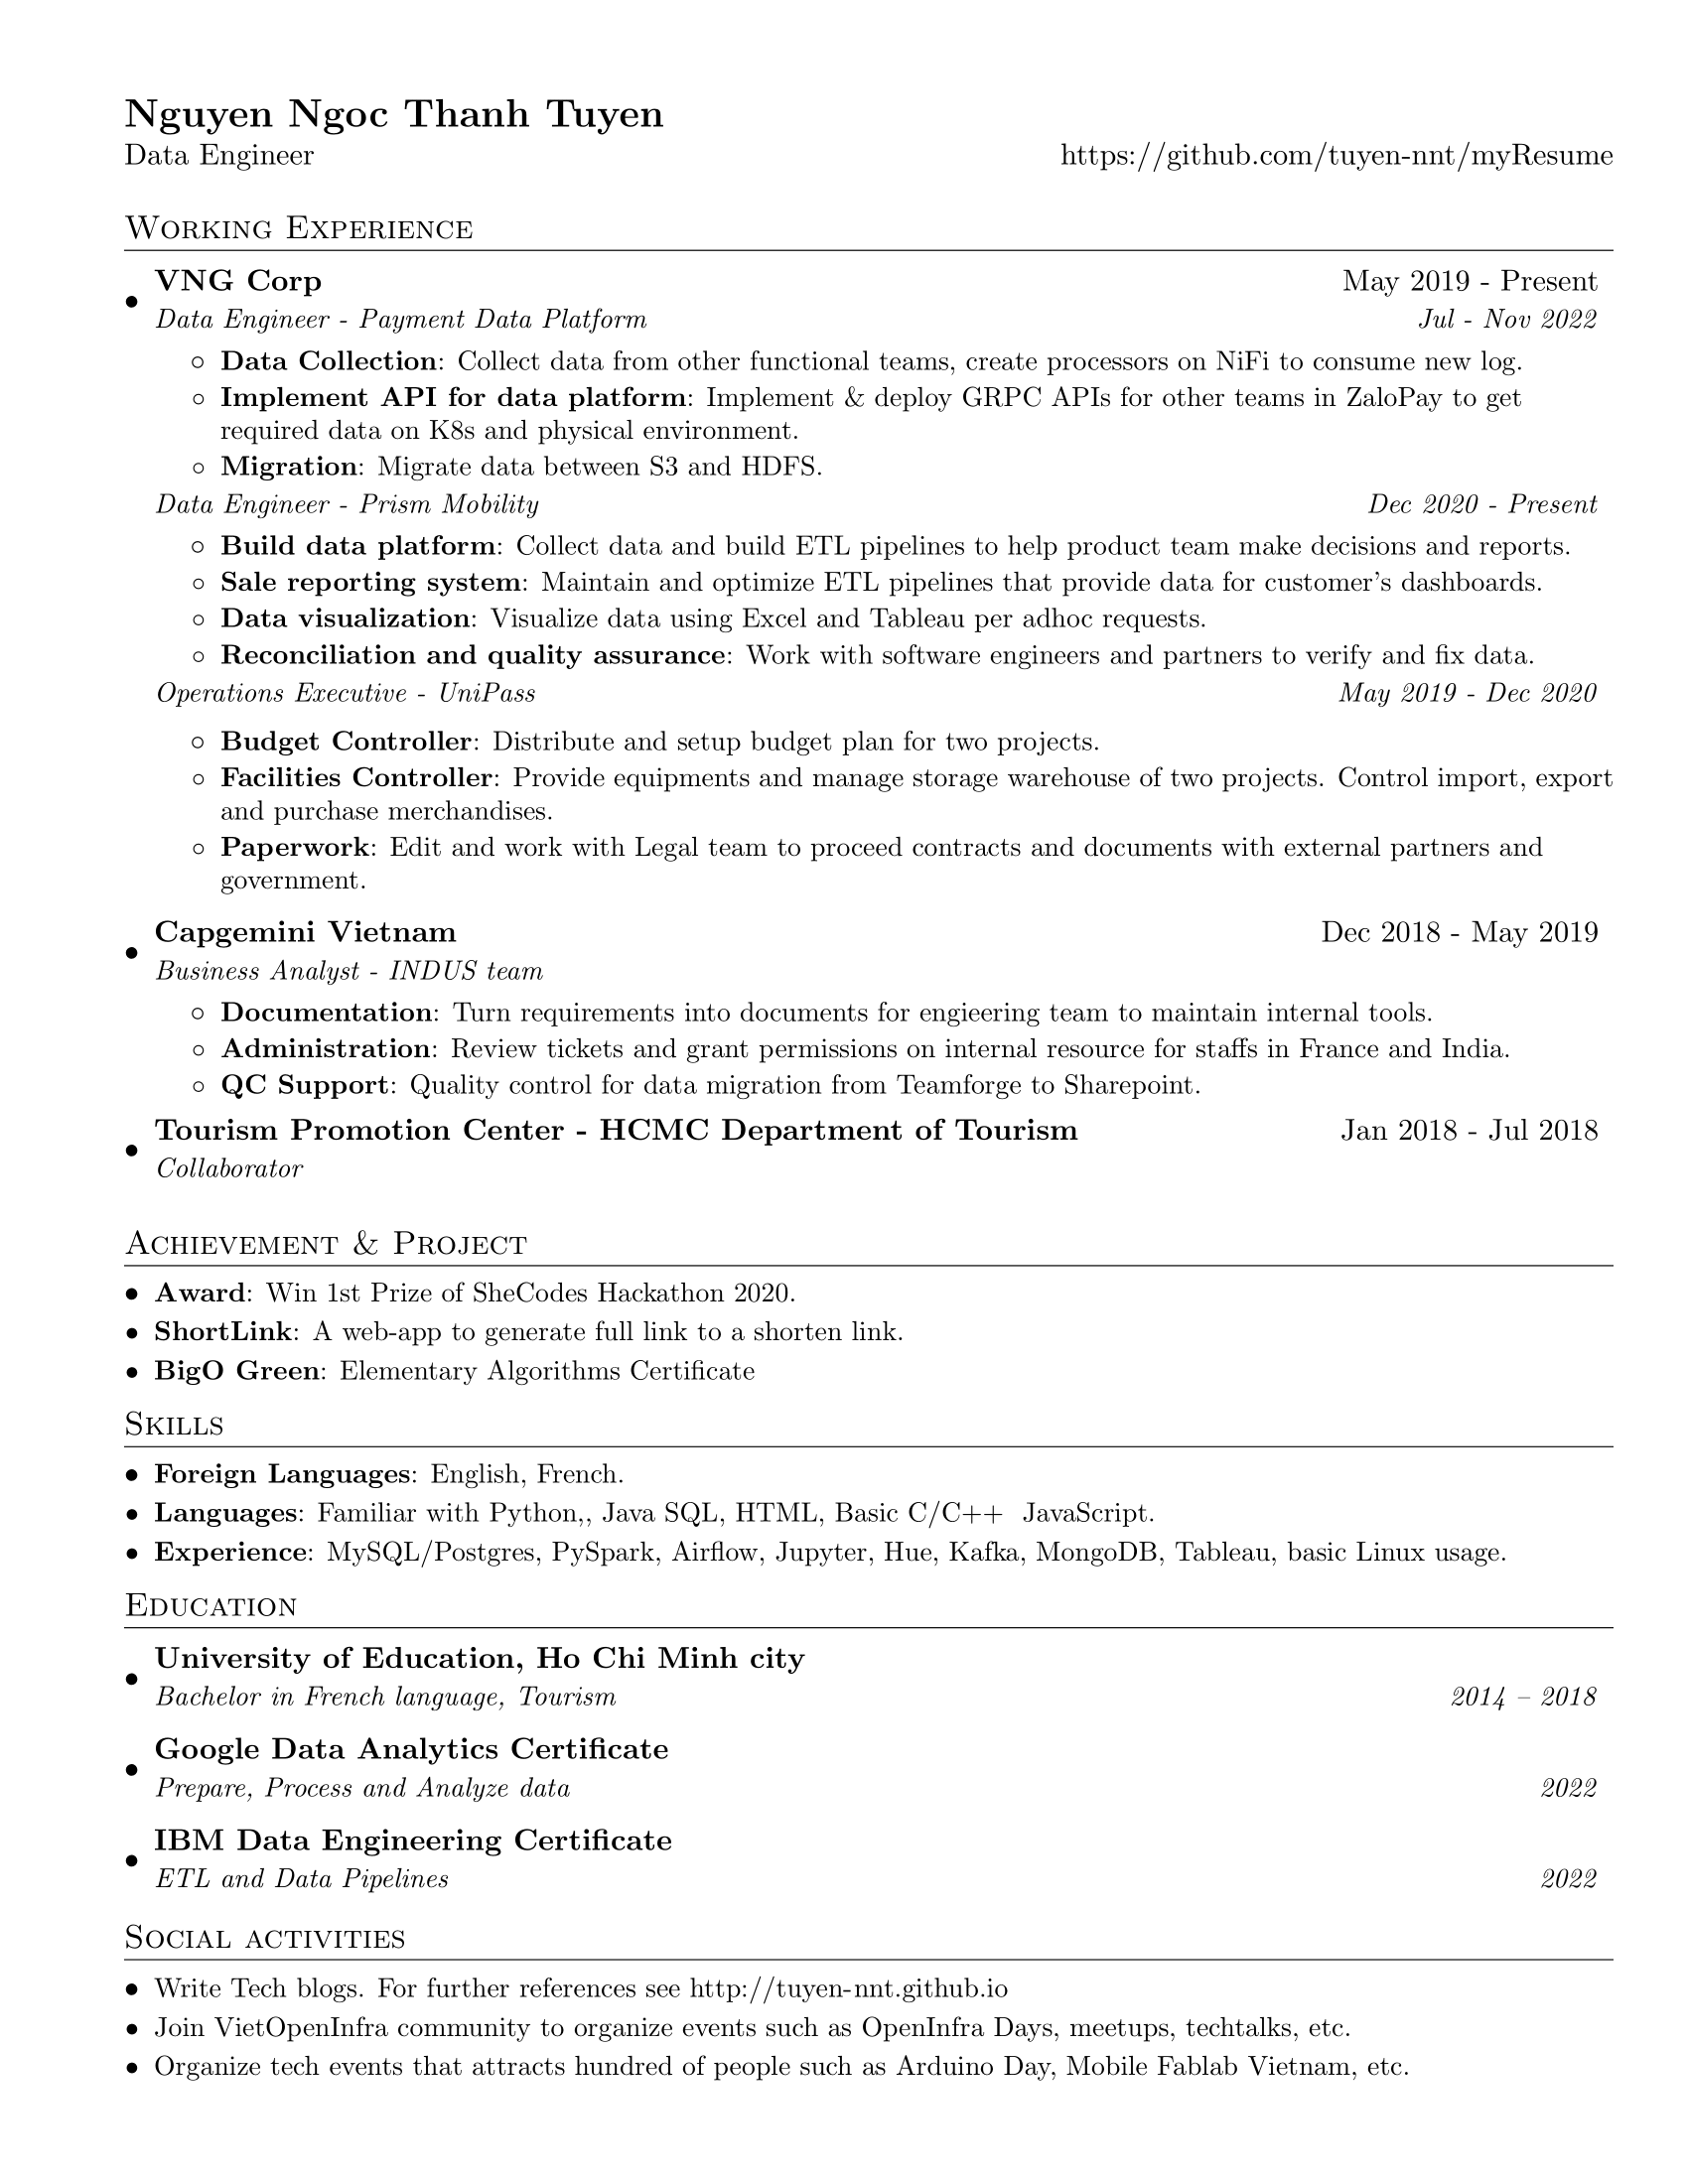 Nguyen Ngoc Thanh Tuyen
Data Engineer https://github.com/tuyen-nnt/myResume
Working Experience
• VNG Corp May 2019 - Present
Data Engineer - Payment Data Platform Jul - Nov 2022
◦ Data Collection: Collect data from other functional teams, create processors on NiFi to consume new log.
◦ Implement API for data platform: Implement & deploy GRPC APIs for other teams in ZaloPay to get
required data on K8s and physical environment.
◦ Migration: Migrate data between S3 and HDFS.
Data Engineer - Prism Mobility Dec 2020 - Present
◦ Build data platform: Collect data and build ETL pipelines to help product team make decisions and reports.
◦ Sale reporting system: Maintain and optimize ETL pipelines that provide data for customer's dashboards.
◦ Data visualization: Visualize data using Excel and Tableau per adhoc requests.
◦ Reconciliation and quality assurance: Work with software engineers and partners to verify and fix data.
Operations Executive - UniPass May 2019 - Dec 2020
◦ Budget Controller: Distribute and setup budget plan for two projects.
◦ Facilities Controller: Provide equipments and manage storage warehouse of two projects. Control import, export
and purchase merchandises.
◦ Paperwork: Edit and work with Legal team to proceed contracts and documents with external partners and
government.
• Capgemini Vietnam Dec 2018 - May 2019
Business Analyst - INDUS team
◦ Documentation: Turn requirements into documents for engieering team to maintain internal tools.
◦ Administration: Review tickets and grant permissions on internal resource for staffs in France and India.
◦ QC Support: Quality control for data migration from Teamforge to Sharepoint.
• Tourism Promotion Center - HCMC Department of Tourism Jan 2018 - Jul 2018
Collaborator
Achievement & Project
• Award: Win 1st Prize of SheCodes Hackathon 2020.
• ShortLink: A web-app to generate full link to a shorten link.
• BigO Green: Elementary Algorithms Certificate
Skills
• Foreign Languages: English, French.
• Languages: Familiar with Python,, Java SQL, HTML, Basic C/C++ JavaScript.
• Experience: MySQL/Postgres, PySpark, Airflow, Jupyter, Hue, Kafka, MongoDB, Tableau, basic Linux usage.
Education
• University of Education, Ho Chi Minh city
Bachelor in French language, Tourism 2014 – 2018
• Google Data Analytics Certificate
Prepare, Process and Analyze data 2022
• IBM Data Engineering Certificate
ETL and Data Pipelines 2022
Social activities
• Write Tech blogs. For further references see http://tuyen-nnt.github.io
• Join VietOpenInfra community to organize events such as OpenInfra Days, meetups, techtalks, etc.
• Organize tech events that attracts hundred of people such as Arduino Day, Mobile Fablab Vietnam, etc.